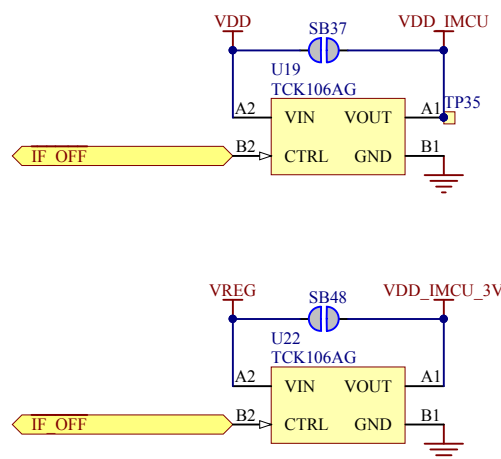 VDD
SB37
VDD_IMCU
U19
TCK106AG
TP35
A2 VIN VOUT A1
IF_OFF B2 CTRL GND B1
VREG
SB48
VDD_IMCU_3V
U22
TCK106AG
A2 VIN VOUT A1
IF_OFF B2 CTRL GND B1